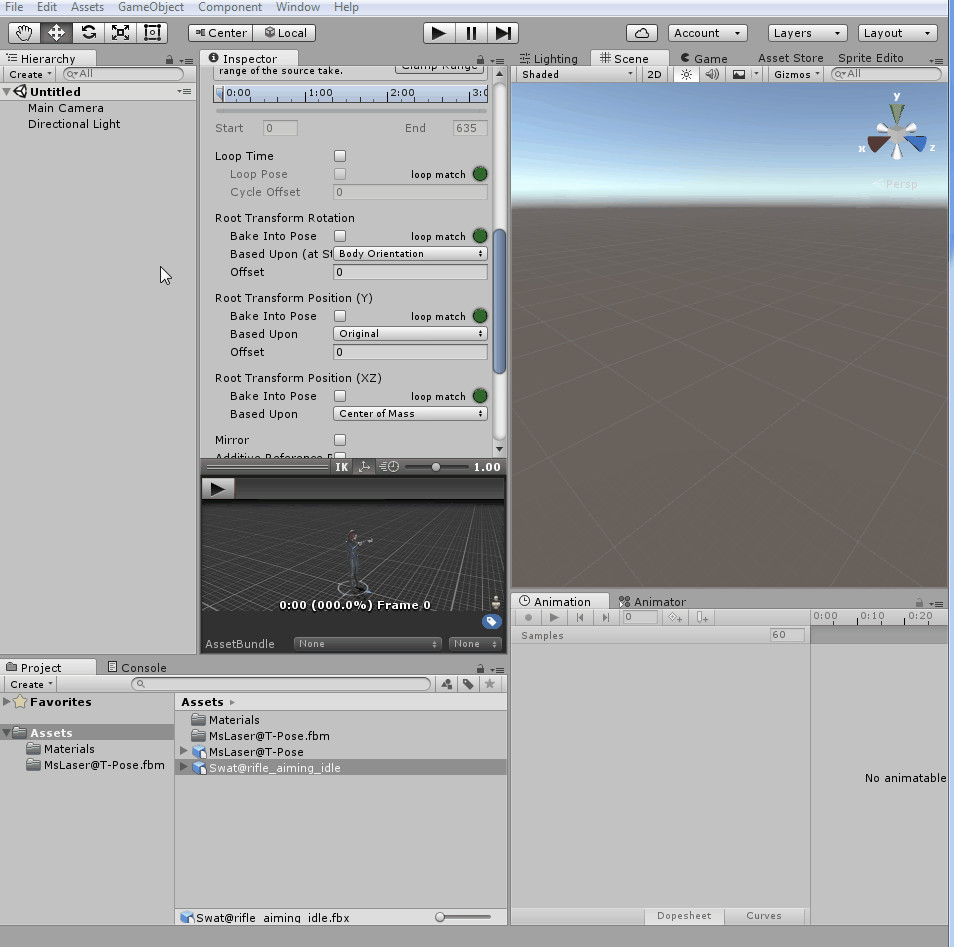 File Edit Assets GameObject Component Window Help
Center Local Account Layers Layout
Hierarchy
Create All
Untitled
Main Camera
Directional Light
Inspector
range of the source take. Clamp Range
0:00 1:00 2:00 3:0
Start 0 End 635
Loop Time
Loop Pose loop match
Cycle Offset 0
Root Transform Rotation
Bake Into Pose loop match
Based Upon (at St Body Orientation
Offset 0
Root Transform Position (Y)
Bake Into Pose loop match
Based Upon Original
Offset 0
Root Transform Position (XZ)
Bake Into Pose loop match
Based Upon Center of Mass
Mirror
Additive Reference P
IK 1.00
0:00 (000.0%) Frame 0
AssetBundle None None
Lighting Scene Game Asset Store Sprite Edito
Shaded 2D Gizmos All
y
x z
Persp
Animation Animator
0 0:00 0:10 0:20
Samples 60
No animatable
Dopesheet Curves
Project Console
Create
Favorites
Assets
Materials
MsLaser@T-Pose.fbm
Assets
Materials
MsLaser@T-Pose.fbm
MsLaser@T-Pose
Swat@rifle_aiming_idle
Swat@rifle_aiming_idle.fbx